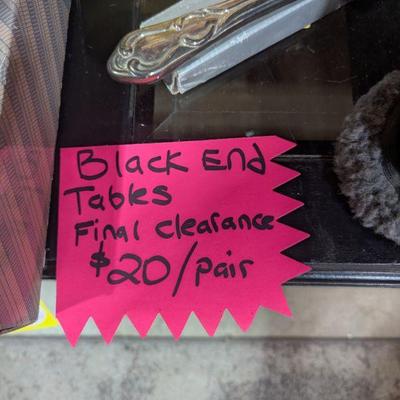 Black End
Tables
Final Clearance
$20/pair